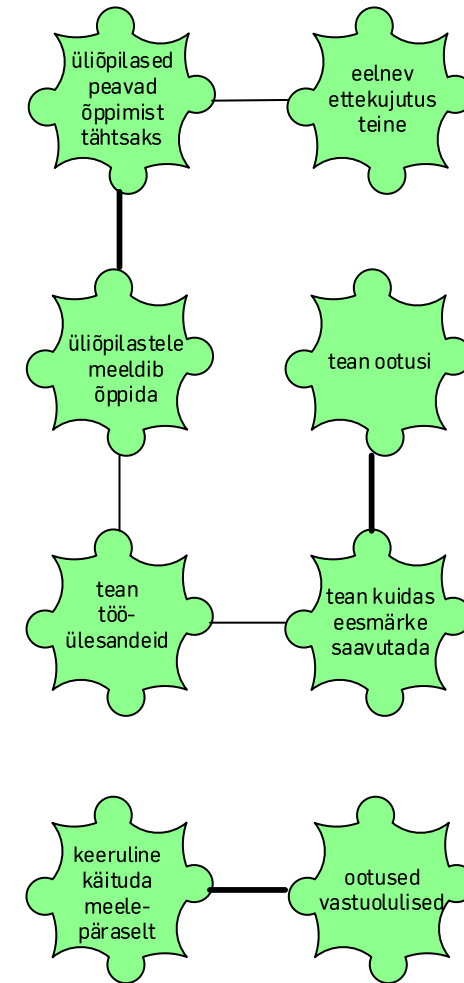 üliõpilased
peavad
õppimist
tähtsaks
eelnev
ettekujutus
teine
üliõpilastele
meeldib
õppida
tean ootusi
tean
töö-
ülesandeid
tean kuidas
eesmärke
saavutada
keeruline
käituda
meele-
päraselt
ootused
vastuolulised